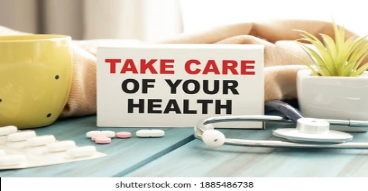 TAKE CARE
OF YOUR
HEALTH
shutterstock.com · 1885486738